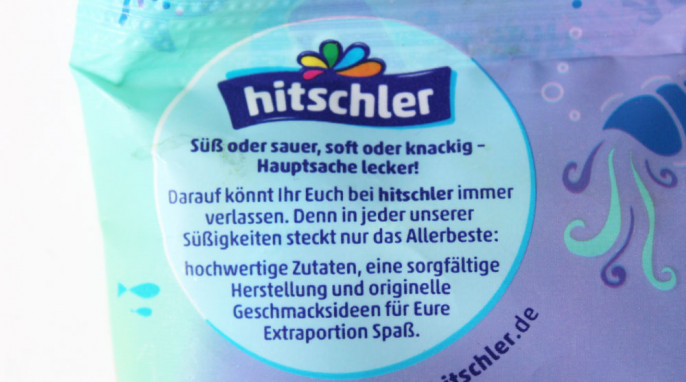 hitschler
Süß oder sauer, soft oder knackig –
Hauptsache lecker!
Darauf könnt Ihr Euch bei hitschler immer
verlassen. Denn in jeder unserer
Süßigkeiten steckt nur das Allerbeste:
hochwertige Zutaten, eine sorgfältige
Herstellung und originelle
Geschmacksideen für Eure
Extraportion Spaß.
itschler.de